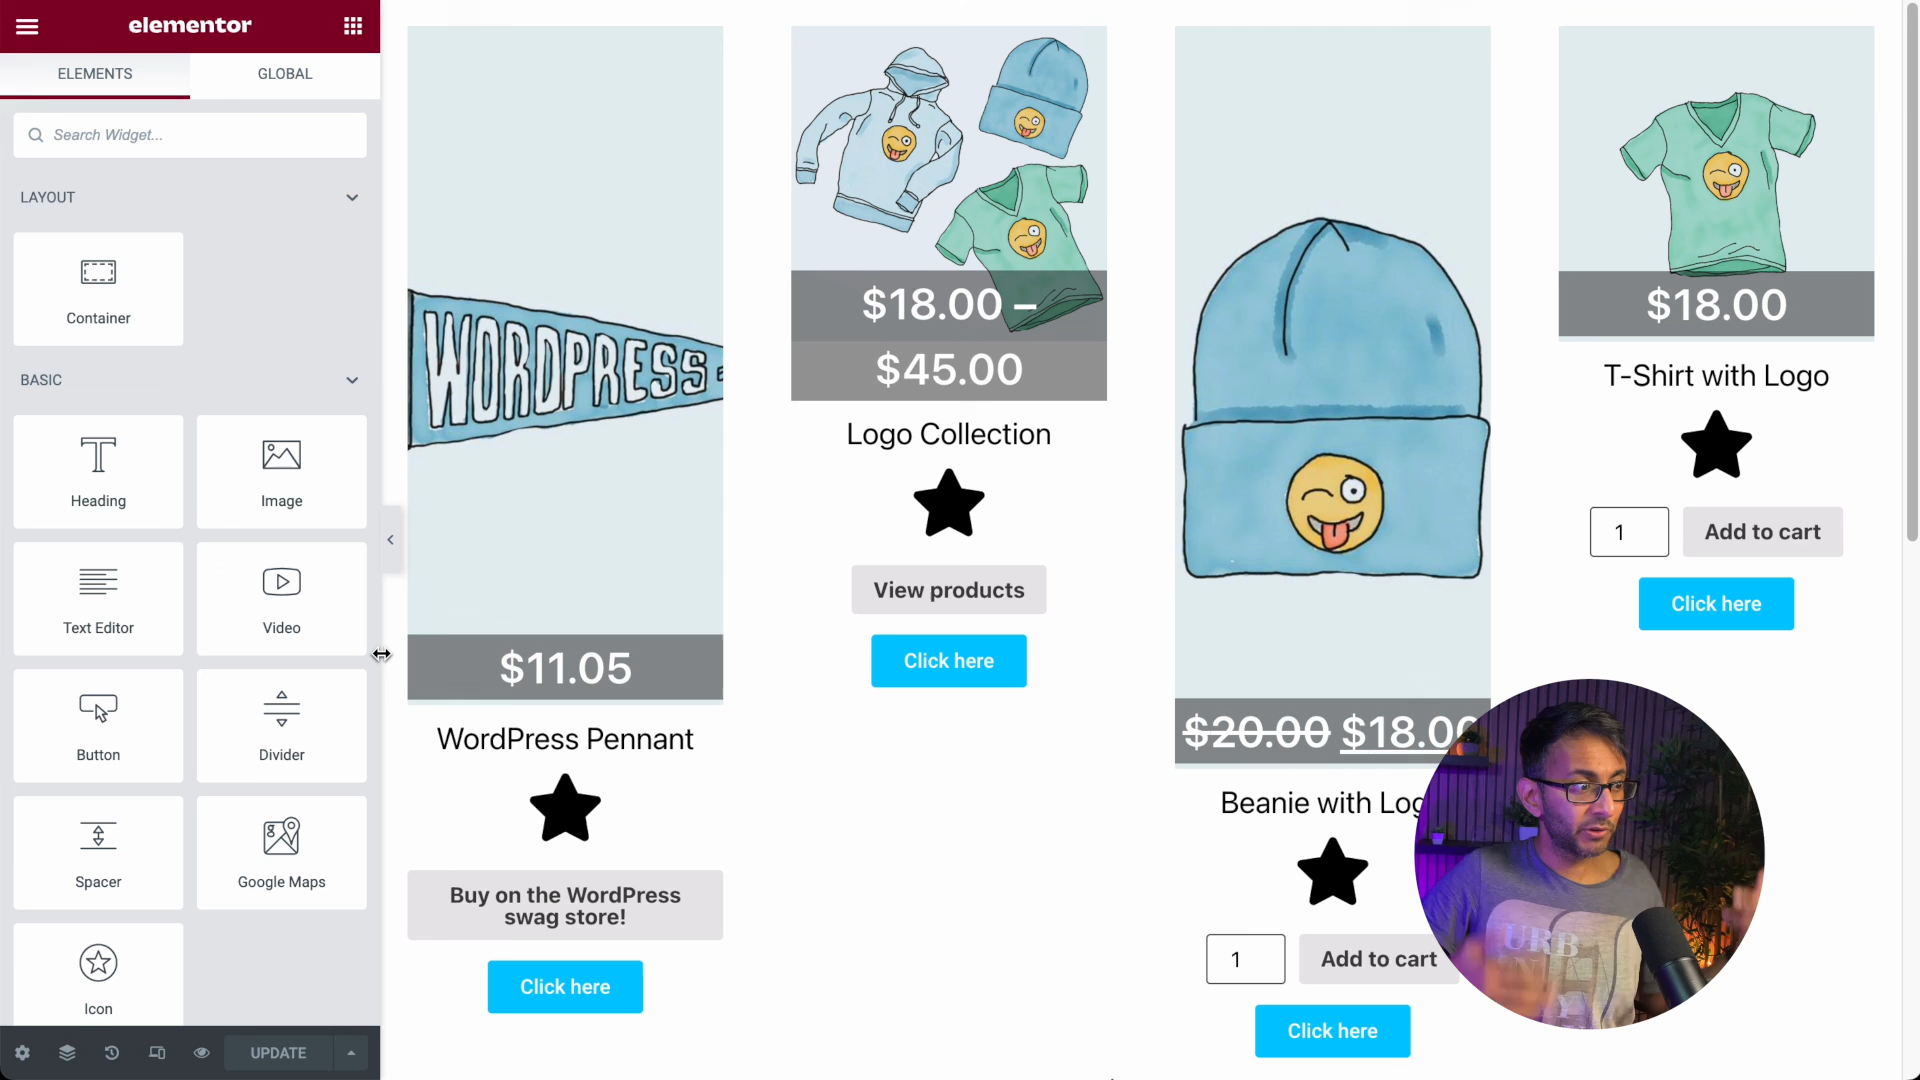 elementor
ELEMENTS
GLOBAL
Search Widget...
LAYOUT
Container
BASIC
Heading
Image
Text Editor
Video
Button
Divider
Spacer
Google Maps
Icon
UPDATE
WORDPRESS
$11.05
WordPress Pennant
Buy on the WordPress
swag store!
Click here
$18.00 –
$45.00
Logo Collection
View products
Click here
$20.00 $18.00
Beanie with Log
1
Add to cart
Click here
$18.00
T-Shirt with Logo
1
Add to cart
Click here
URB